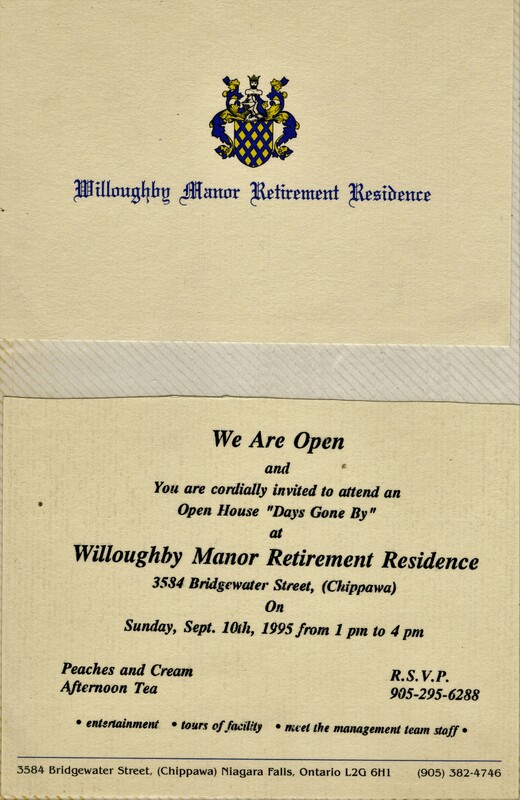 Willoughby Manor Retirement Residence
We Are Open
and
You are cordially invited to attend an
Open House "Days Gone By"
at
Willoughby Manor Retirement Residence
3584 Bridgewater Street, (Chippawa)
On
Sunday, Sept. 10th, 1995 from 1 pm to 4 pm
Peaches and Cream
Afternoon Tea
R.S.V.P.
905-295-6288
• entertainment • tours of facility • meet the management team staff •
3584 Bridgewater Street, (Chippawa) Niagara Falls, Ontario L2G 6H1 (905) 382-4746